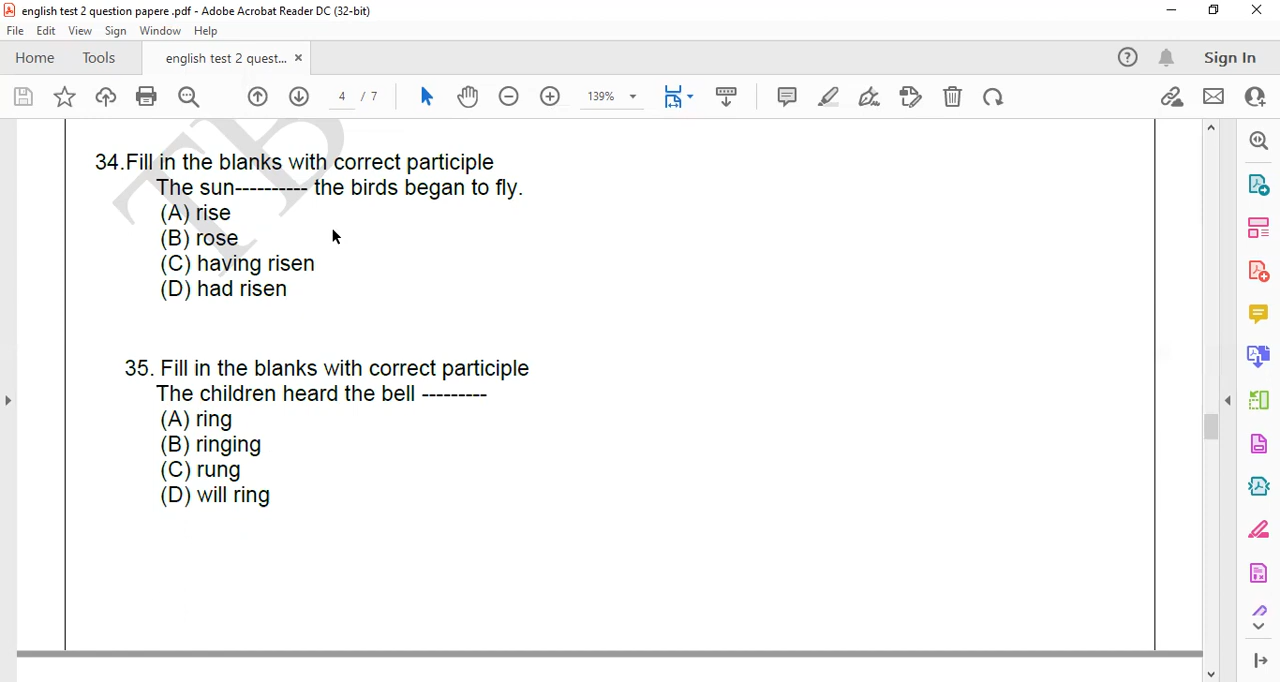 english test 2 question papere .pdf - Adobe Acrobat Reader DC (32-bit)
File Edit View Sign Window Help
Home Tools english test 2 quest... × Sign In
4 / 7 139%
TB
34.Fill in the blanks with correct participle
The sun---------- the birds began to fly.
(A) rise
(B) rose
(C) having risen
(D) had risen
35. Fill in the blanks with correct participle
The children heard the bell ---------
(A) ring
(B) ringing
(C) rung
(D) will ring